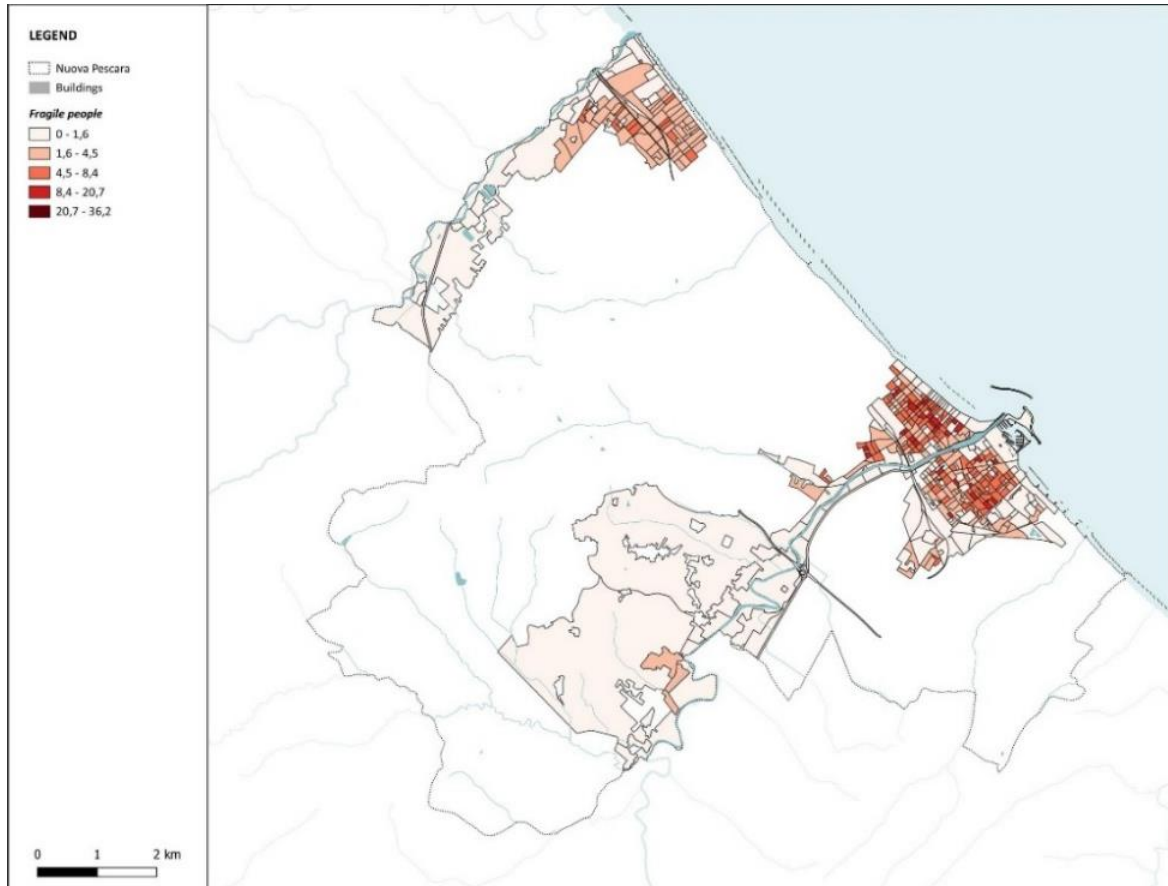 LEGEND
Nuova Pescara
Buildings
Fragile people
0 - 1,6
1,6 - 4,5
4,5 - 8,4
8,4 - 20,7
20,7 - 36,2
0 1 2 km